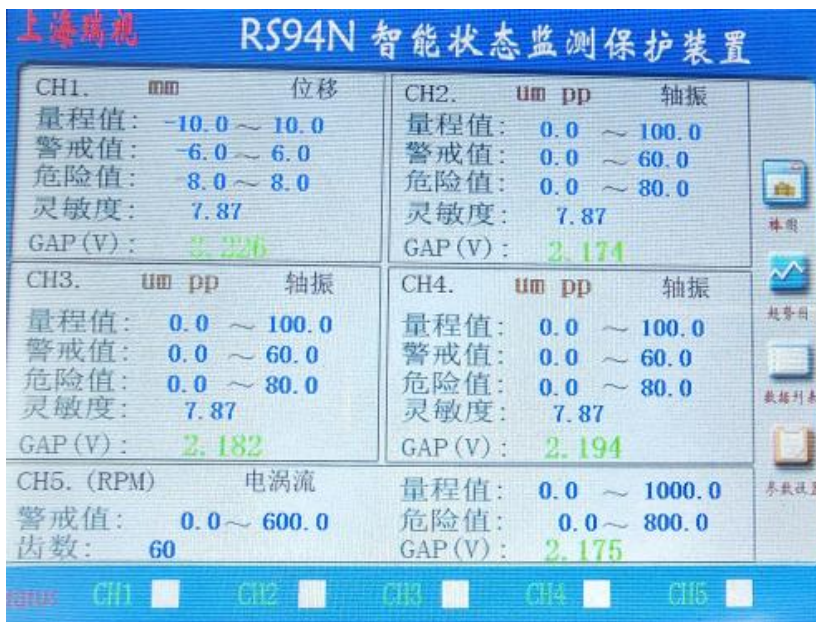 上海瑞视
RS94N 智能状态监测保护装置
CH1. mm 位移
量程值: -10.0～ 10.0
警戒值: -6.0～ 6.0
危险值: -8.0～ 8.0
灵敏度: 7.87
GAP(V): 3.226
CH2. um pp 轴振
量程值: 0.0 ～ 100.0
警戒值: 0.0 ～ 60.0
危险值: 0.0 ～ 80.0
灵敏度: 7.87
GAP(V): 2.174
CH3. um pp 轴振
量程值: 0.0 ～ 100.0
警戒值: 0.0 ～ 60.0
危险值: 0.0 ～ 80.0
灵敏度: 7.87
GAP(V): 2.182
CH4. um pp 轴振
量程值: 0.0 ～ 100.0
警戒值: 0.0 ～ 60.0
危险值: 0.0 ～ 80.0
灵敏度: 7.87
GAP(V): 2.194
CH5. (RPM) 电涡流
警戒值: 0.0～ 600.0
齿数: 60
量程值: 0.0 ～ 1000.0
危险值: 0.0～ 800.0
GAP(V): 2.175
棒图
数据列表
参数设置
CH1 CH2 CH3 CH4 CH5